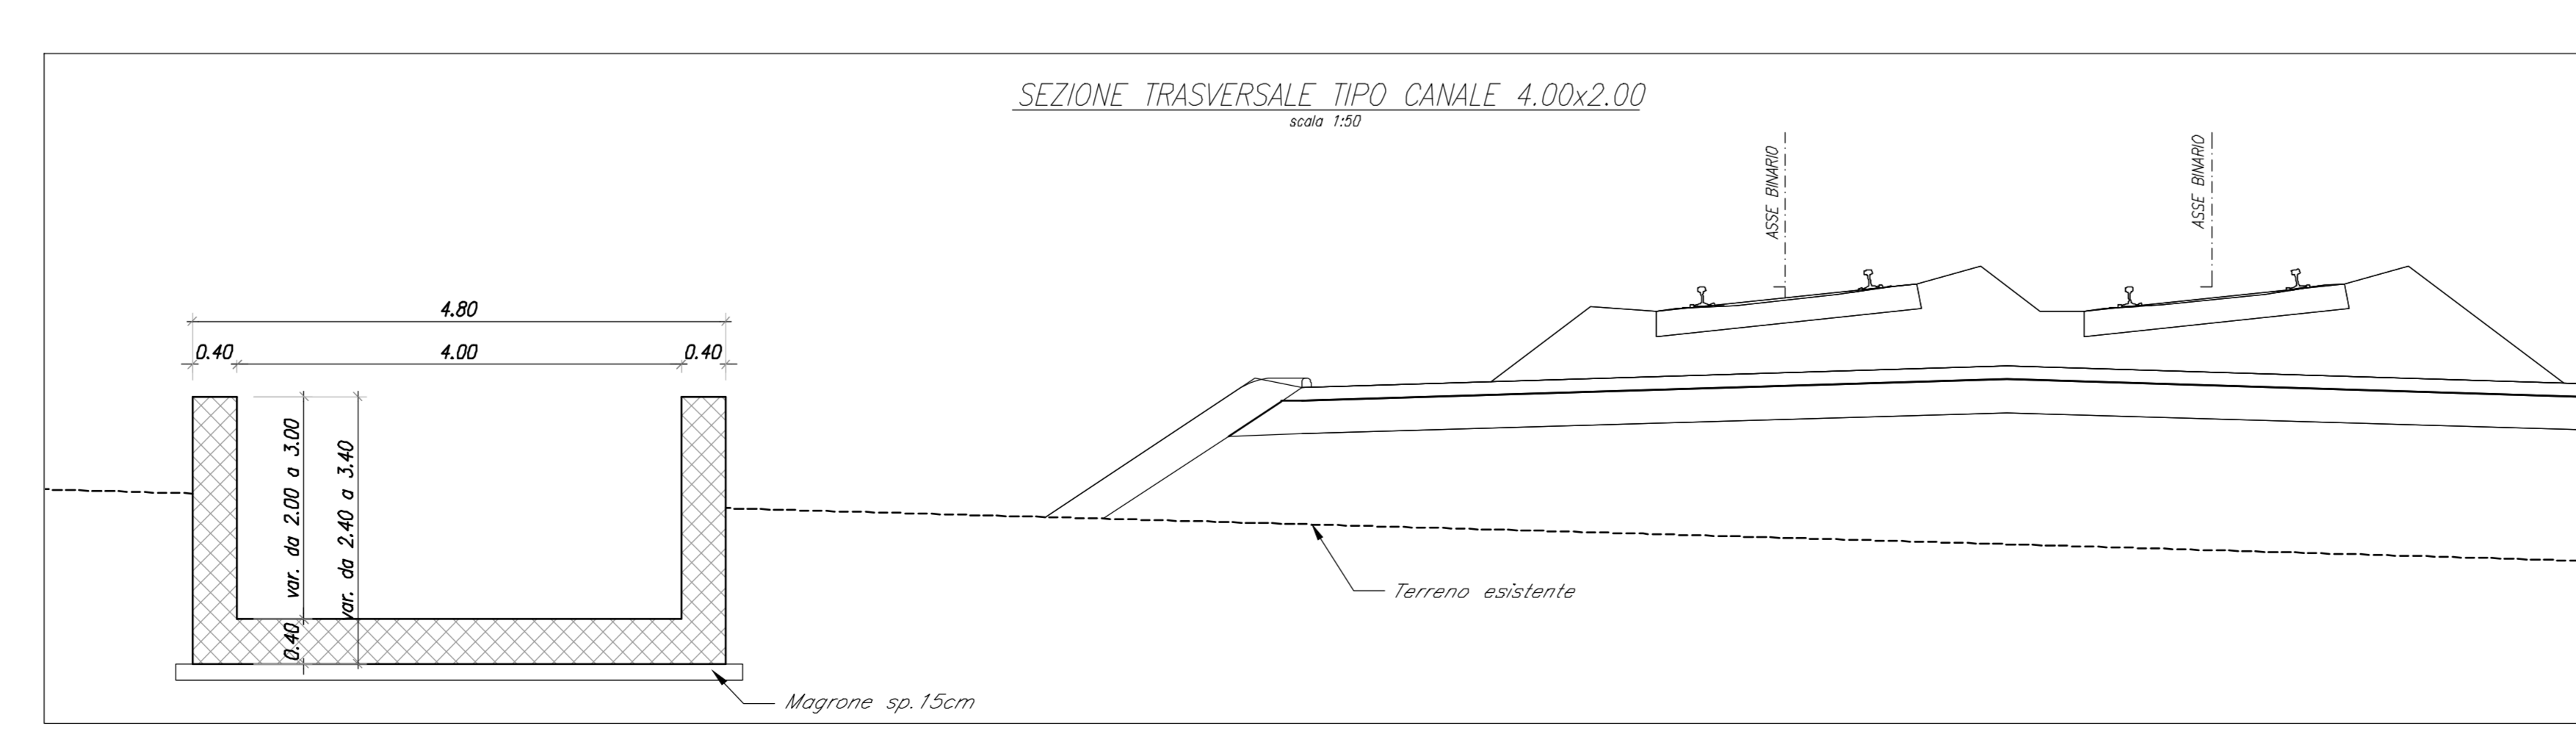 SEZIONE TRASVERSALE TIPO CANALE 4.00x2.00
scala 1:50
ASSE BINARIO
ASSE BINARIO
4.80
0.40
4.00
0.40
var. da 2.00 a 3.00
var. da 2.40 a 3.40
0.40
Terreno esistente
Magrone sp.15cm